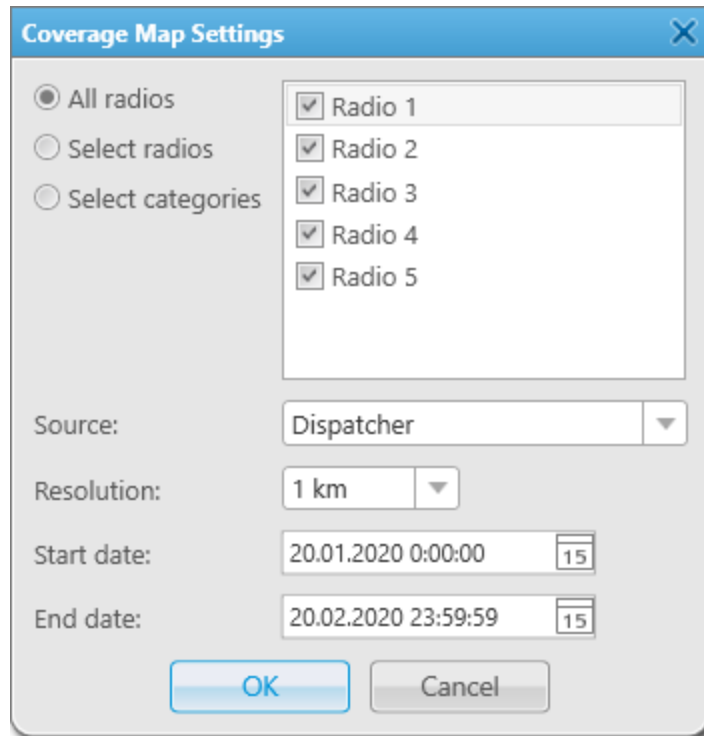 Coverage Map Settings
All radios
Select radios
Select categories
Radio 1
Radio 2
Radio 3
Radio 4
Radio 5
Source: Dispatcher
Resolution: 1 km
Start date: 20.01.2020 0:00:00 15
End date: 20.02.2020 23:59:59 15
OK Cancel